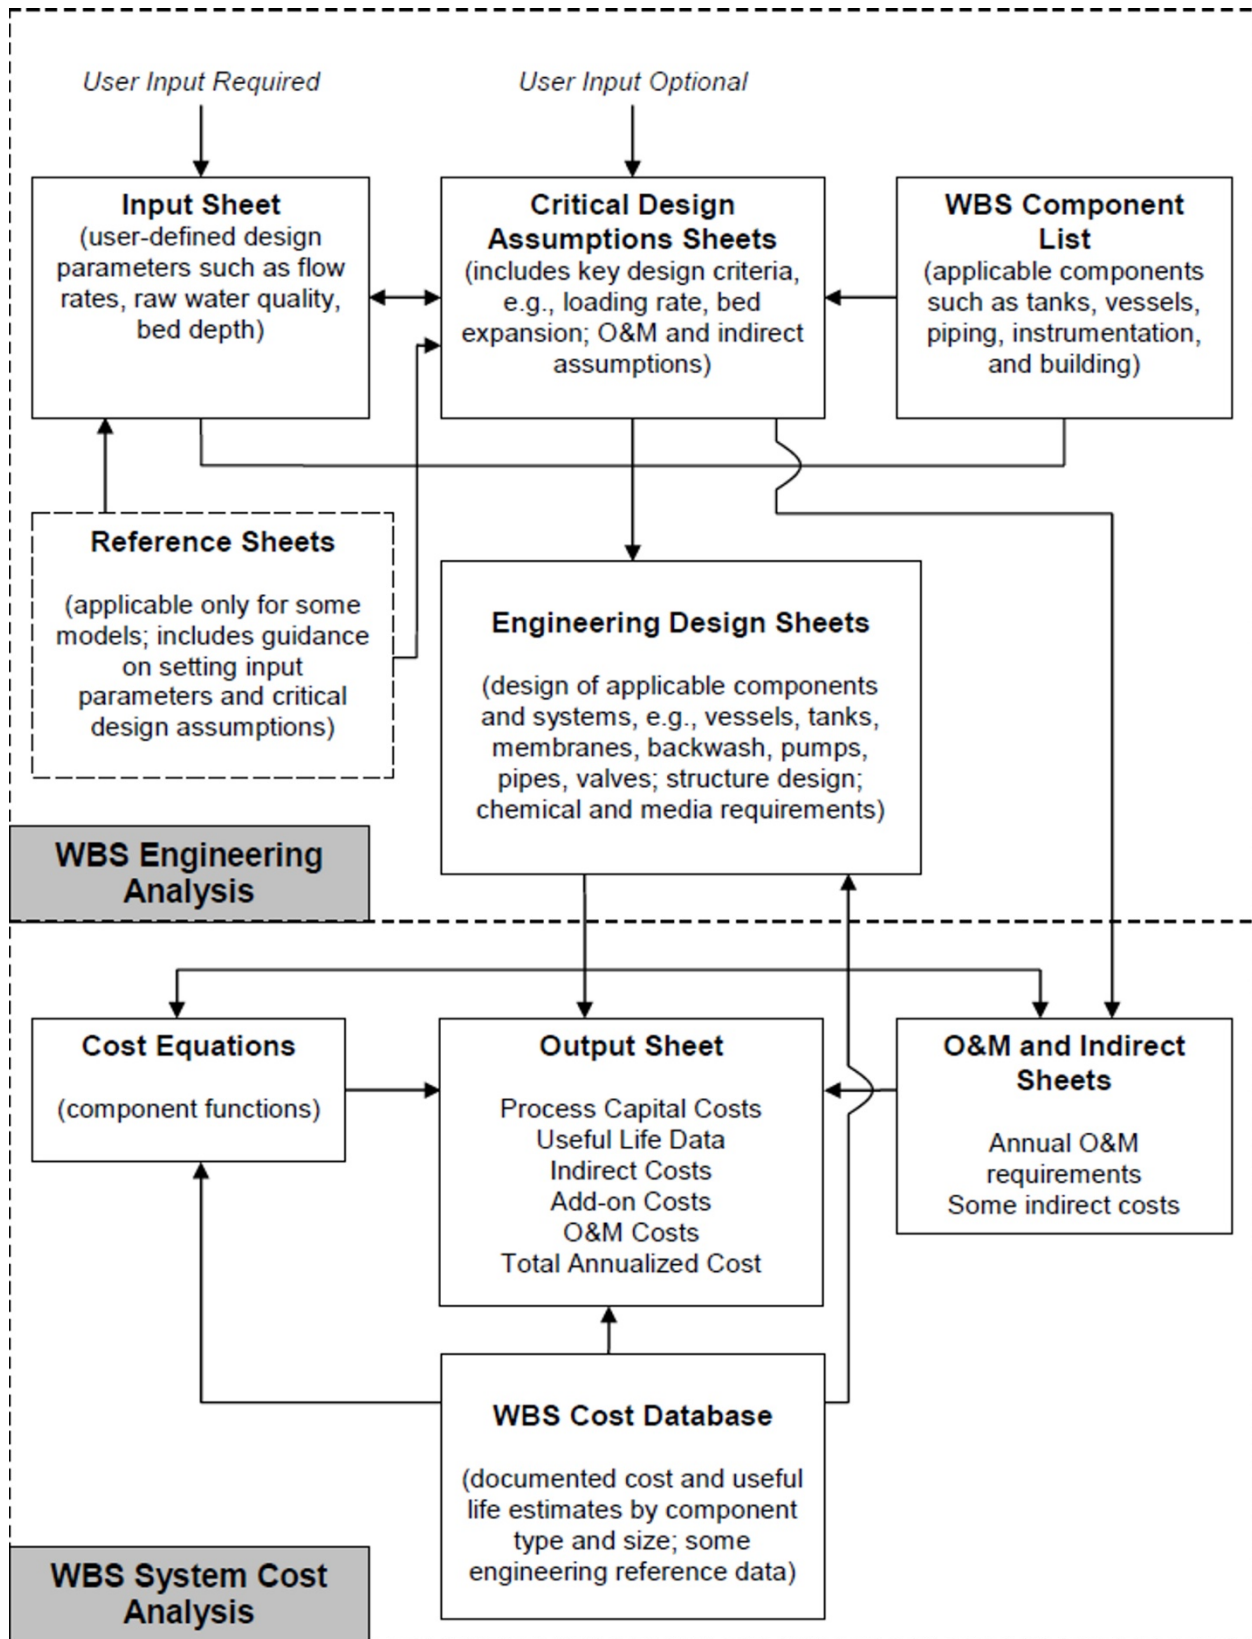 User Input Required
User Input Optional
Input Sheet
(user-defined design
parameters such as flow
rates, raw water quality,
bed depth)
Critical Design
Assumptions Sheets
(includes key design criteria,
e.g., loading rate, bed
expansion; O&M and indirect
assumptions)
WBS Component
List
(applicable components
such as tanks, vessels,
piping, instrumentation,
and building)
Reference Sheets
(applicable only for some
models; includes guidance
on setting input
parameters and critical
design assumptions)
Engineering Design Sheets
(design of applicable components
and systems, e.g., vessels, tanks,
membranes, backwash, pumps,
pipes, valves; structure design;
chemical and media requirements)
WBS Engineering
Analysis
Cost Equations
(component functions)
Output Sheet
Process Capital Costs
Useful Life Data
Indirect Costs
Add-on Costs
O&M Costs
Total Annualized Cost
O&M and Indirect
Sheets
Annual O&M
requirements
Some indirect costs
WBS Cost Database
(documented cost and useful
life estimates by component
type and size; some
engineering reference data)
WBS System Cost
Analysis